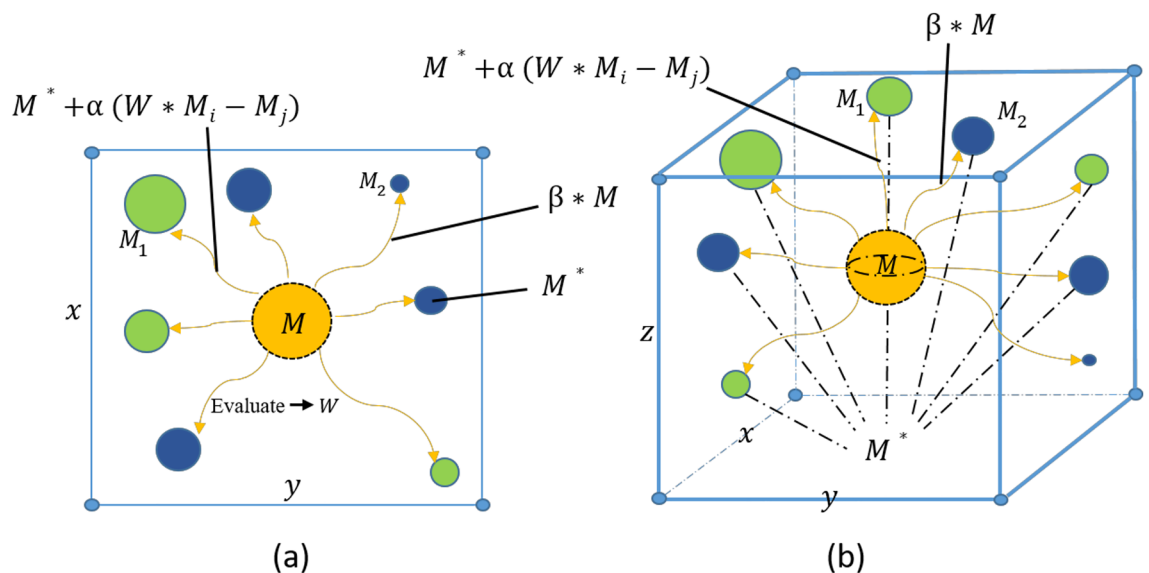 M * +α (W * Mi − Mj)
M1
M2
β * M
M *
x
M
Evaluate → W
y
(a)
β * M
M * +α (W * Mi − Mj)
M1
M2
M
z
x
M *
y
(b)